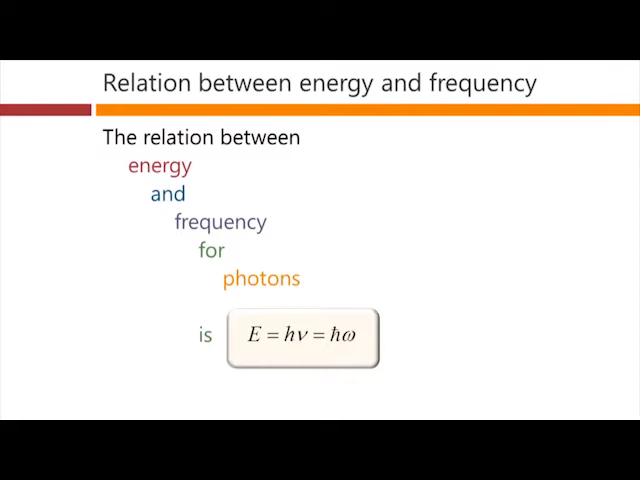 Relation between energy and frequency
The relation between
energy
and
frequency
for
photons
is E = hν = ħω